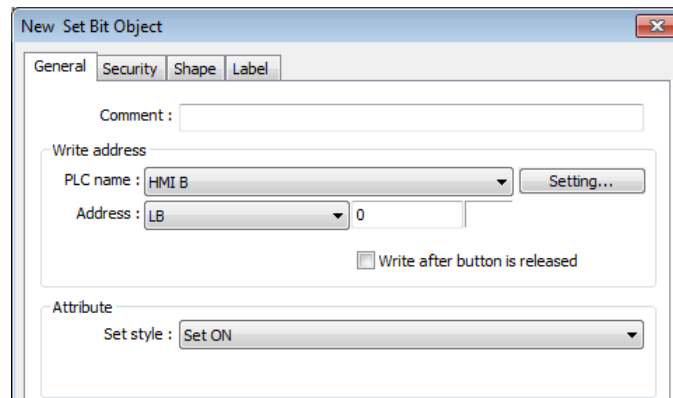 New Set Bit Object
General Security Shape Label
Comment :
Write address
PLC name : HMI B Setting...
Address : LB 0
Write after button is released
Attribute
Set style : Set ON